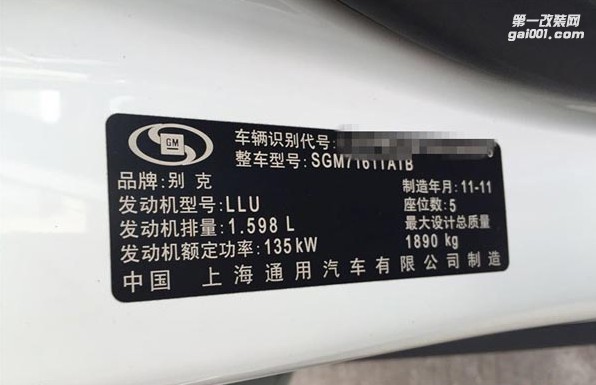 第一改装网
gai001.com
GM
车辆识别代号:
整车型号: SGM71611ATB
品牌: 别克
制造年月: 11-11
发动机型号: LLU
座位数: 5
发动机排量: 1.598 L
最大设计总质量
发动机额定功率: 135kW
1890 kg
中国 上海通用汽车有限公司制造